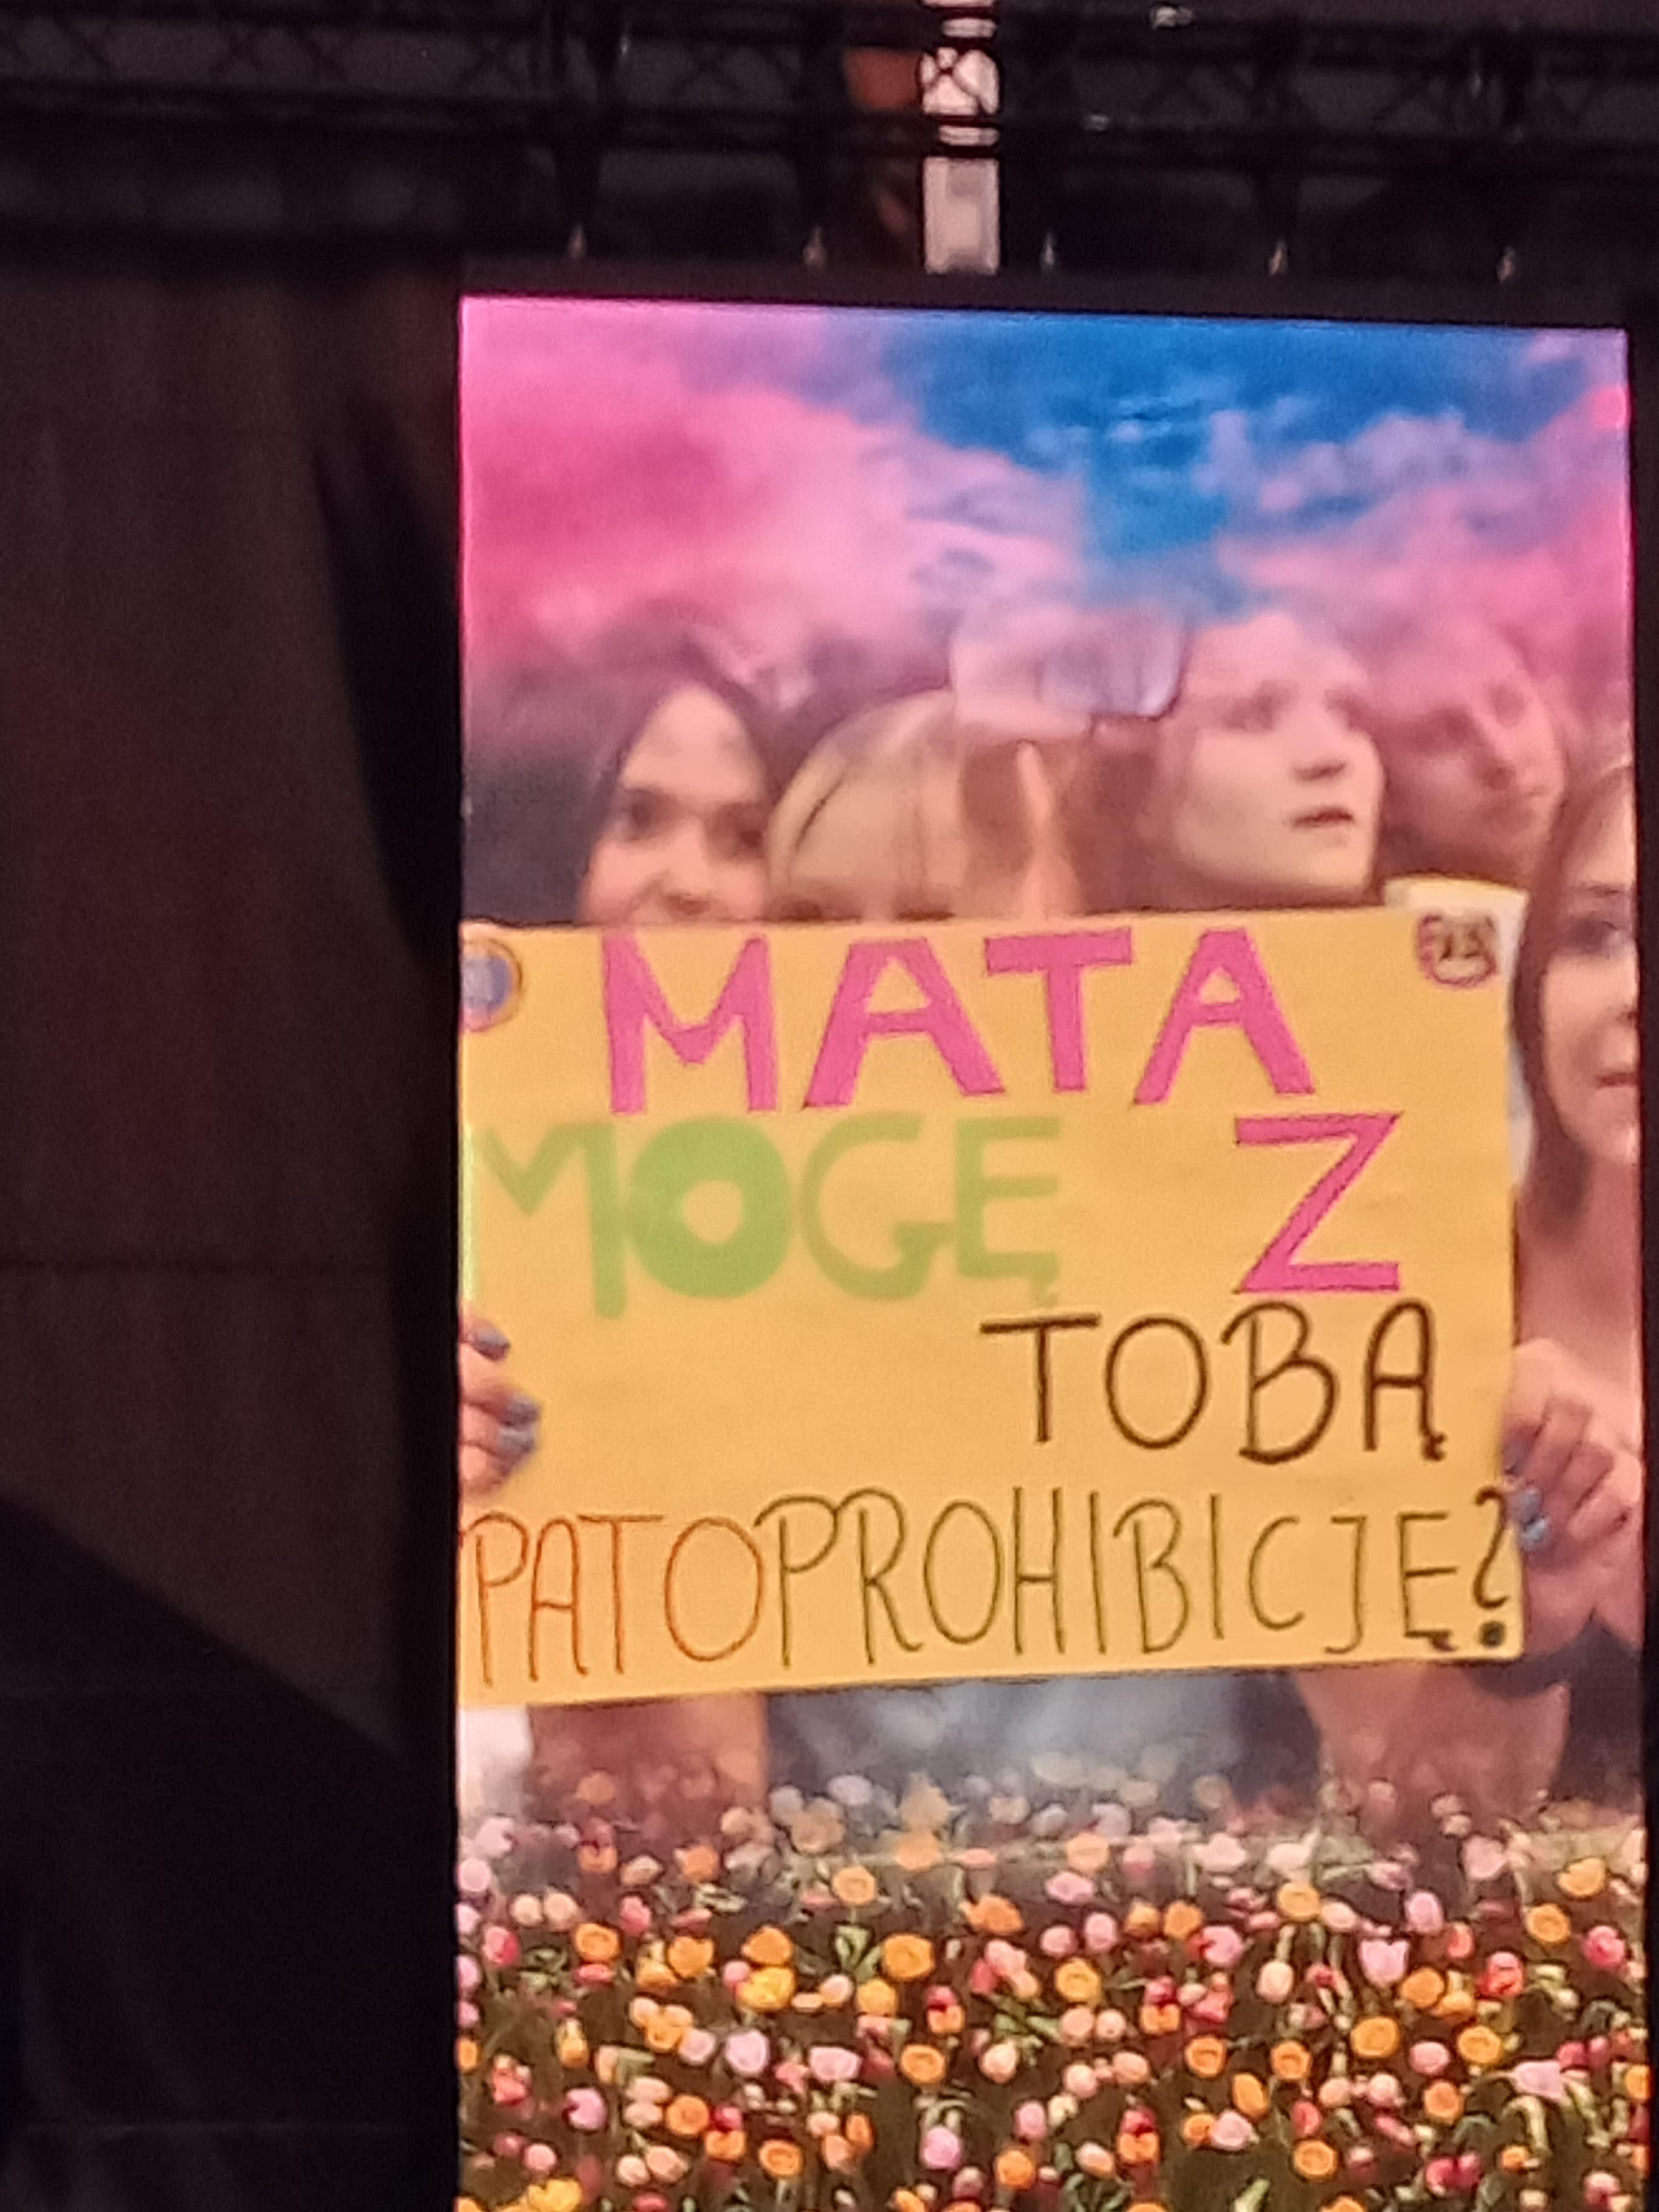 MATA
MOGĘ Z
TOBĄ
PATOPROHIBICJĘ?